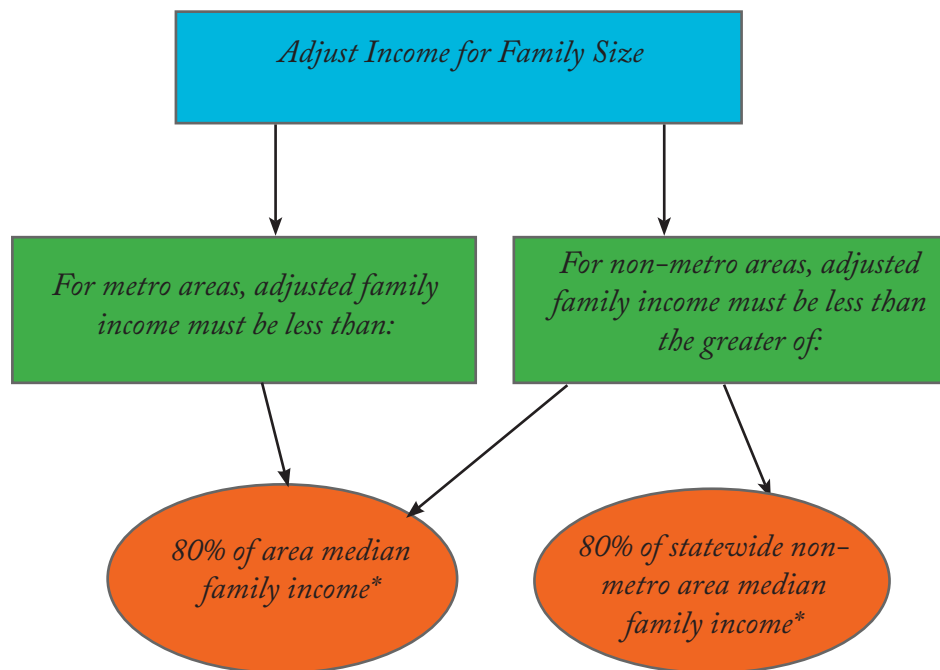 Adjust Income for Family Size
For metro areas, adjusted family
income must be less than:
For non-metro areas, adjusted
family income must be less than
the greater of:
80% of area median
family income*
80% of statewide non-
metro area median
family income*